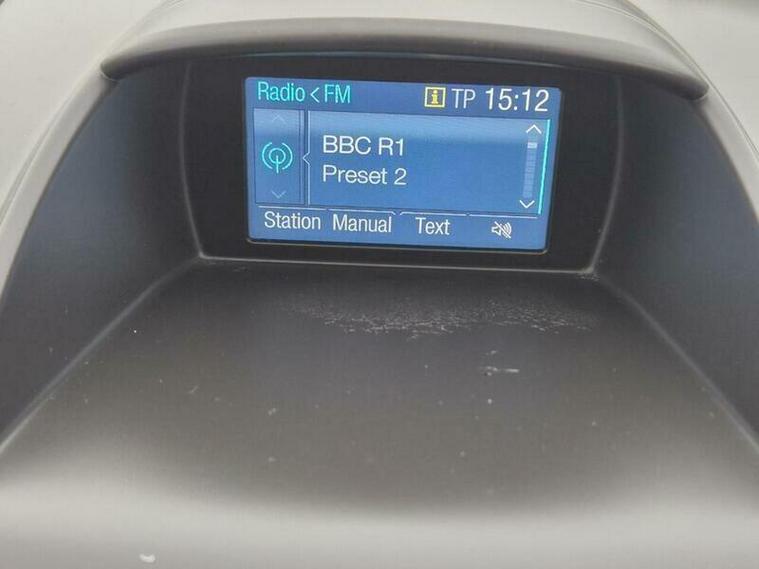 Radio < FM i TP 15:12
BBC R1
Preset 2
Station Manual Text